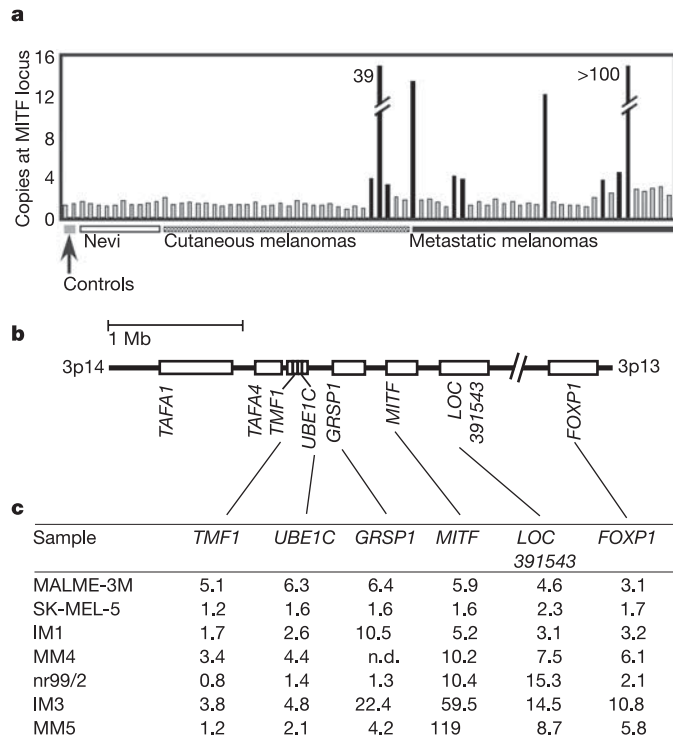 a
Copies at MITF locus
16
12
8
4
0
39
>100
Nevi
Cutaneous melanomas
Metastatic melanomas
Controls
b
1 Mb
3p14
3p13
TAFA1
TAFA4
TMF1
UBE1C
GRSP1
MITF
LOC
391543
FOXP1
c
Sample TMF1 UBE1C GRSP1 MITF LOC FOXP1
391543
MALME-3M 5.1 6.3 6.4 5.9 4.6 3.1
SK-MEL-5 1.2 1.6 1.6 1.6 2.3 1.7
IM1 1.7 2.6 10.5 5.2 3.1 3.2
MM4 3.4 4.4 n.d. 10.2 7.5 6.1
nr99/2 0.8 1.4 1.3 10.4 15.3 2.1
IM3 3.8 4.8 22.4 59.5 14.5 10.8
MM5 1.2 2.1 4.2 119 8.7 5.8